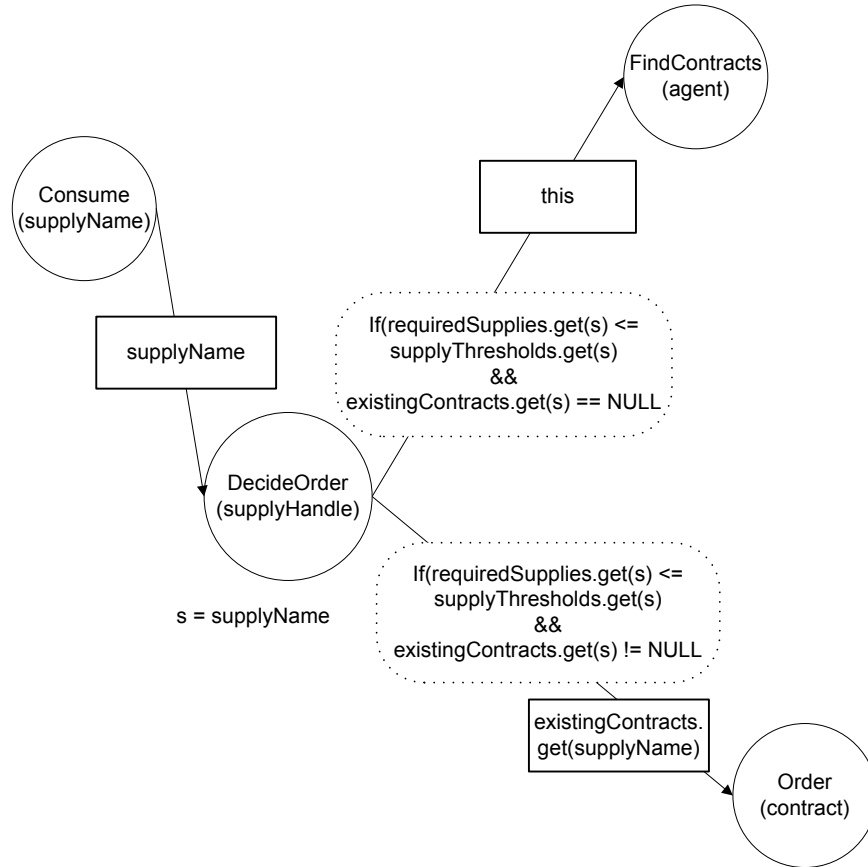 FindContracts
(agent)
Consume
(supplyName)
this
supplyName
If(requiredSupplies.get(s) <=
supplyThresholds.get(s)
&&
existingContracts.get(s) == NULL
DecideOrder
(supplyHandle)
s = supplyName
If(requiredSupplies.get(s) <=
supplyThresholds.get(s)
&&
existingContracts.get(s) != NULL
existingContracts.
get(supplyName)
Order
(contract)